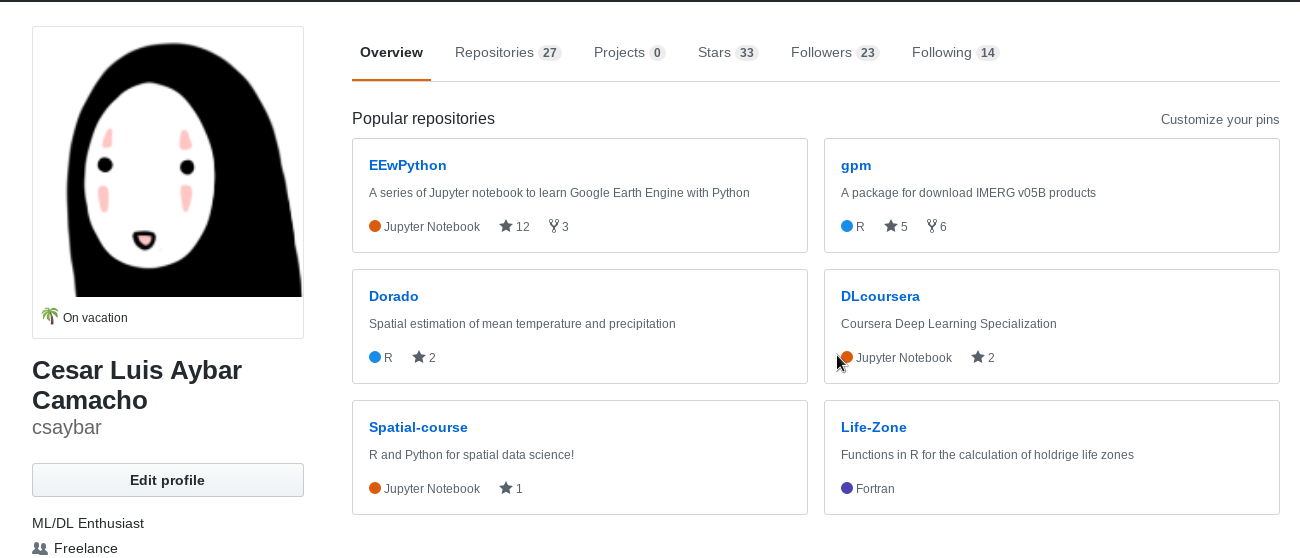 Overview Repositories 27 Projects 0 Stars 33 Followers 23 Following 14
Popular repositories
Customize your pins
EEwPython
A series of Jupyter notebook to learn Google Earth Engine with Python
Jupyter Notebook 12 3
gpm
A package for download IMERG v05B products
R 5 6
Dorado
Spatial estimation of mean temperature and precipitation
R 2
DLcoursera
Coursera Deep Learning Specialization
Jupyter Notebook 2
Spatial-course
R and Python for spatial data science!
Jupyter Notebook 1
Life-Zone
Functions in R for the calculation of holdrige life zones
Fortran
On vacation
Cesar Luis Aybar
Camacho
csaybar
Edit profile
ML/DL Enthusiast
Freelance